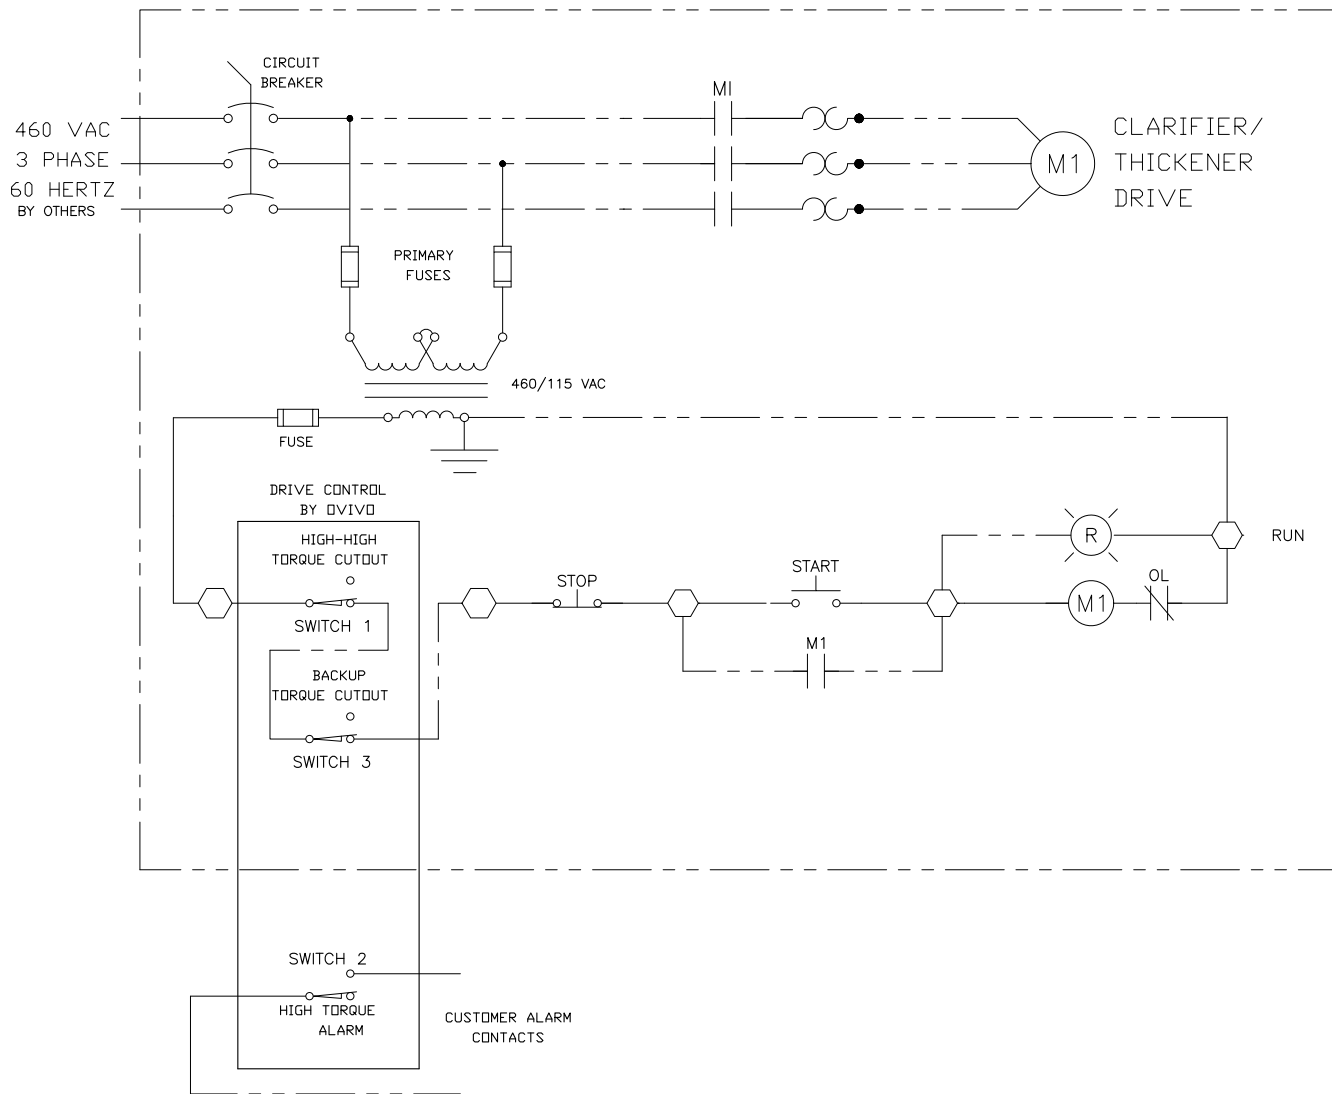 CIRCUIT
BREAKER
MI
460 VAC
3 PHASE
60 HERTZ
BY OTHERS
M1
CLARIFIER/
THICKENER
DRIVE
PRIMARY
FUSES
460/115 VAC
FUSE
DRIVE CONTROL
BY OVIVO
HIGH-HIGH
TORQUE CUTOUT
SWITCH 1
STOP
START
R
RUN
M1
OL
M1
BACKUP
TORQUE CUTOUT
SWITCH 3
SWITCH 2
HIGH TORQUE
ALARM
CUSTOMER ALARM
CONTACTS